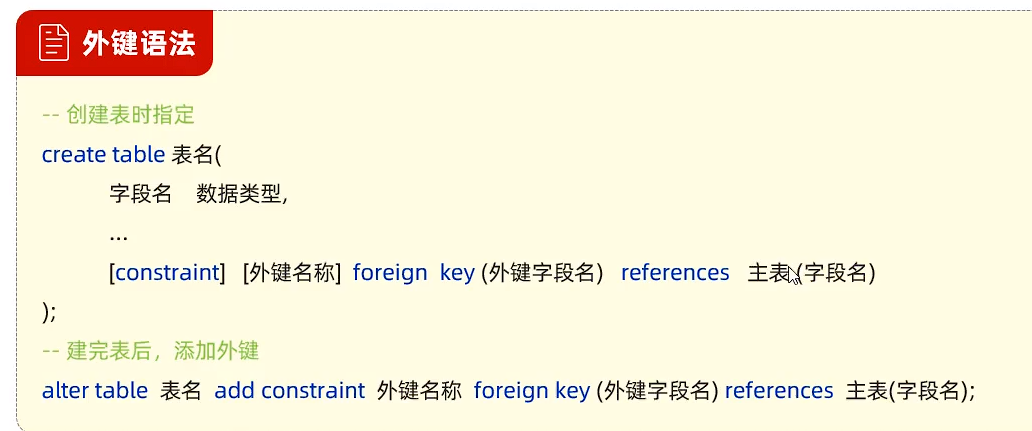 外键语法
-- 创建表时指定
create table 表名(
字段名 数据类型,
...
[constraint] [外键名称] foreign key (外键字段名) references 主表(字段名)
);
-- 建完表后，添加外键
alter table 表名 add constraint 外键名称 foreign key (外键字段名) references 主表(字段名);